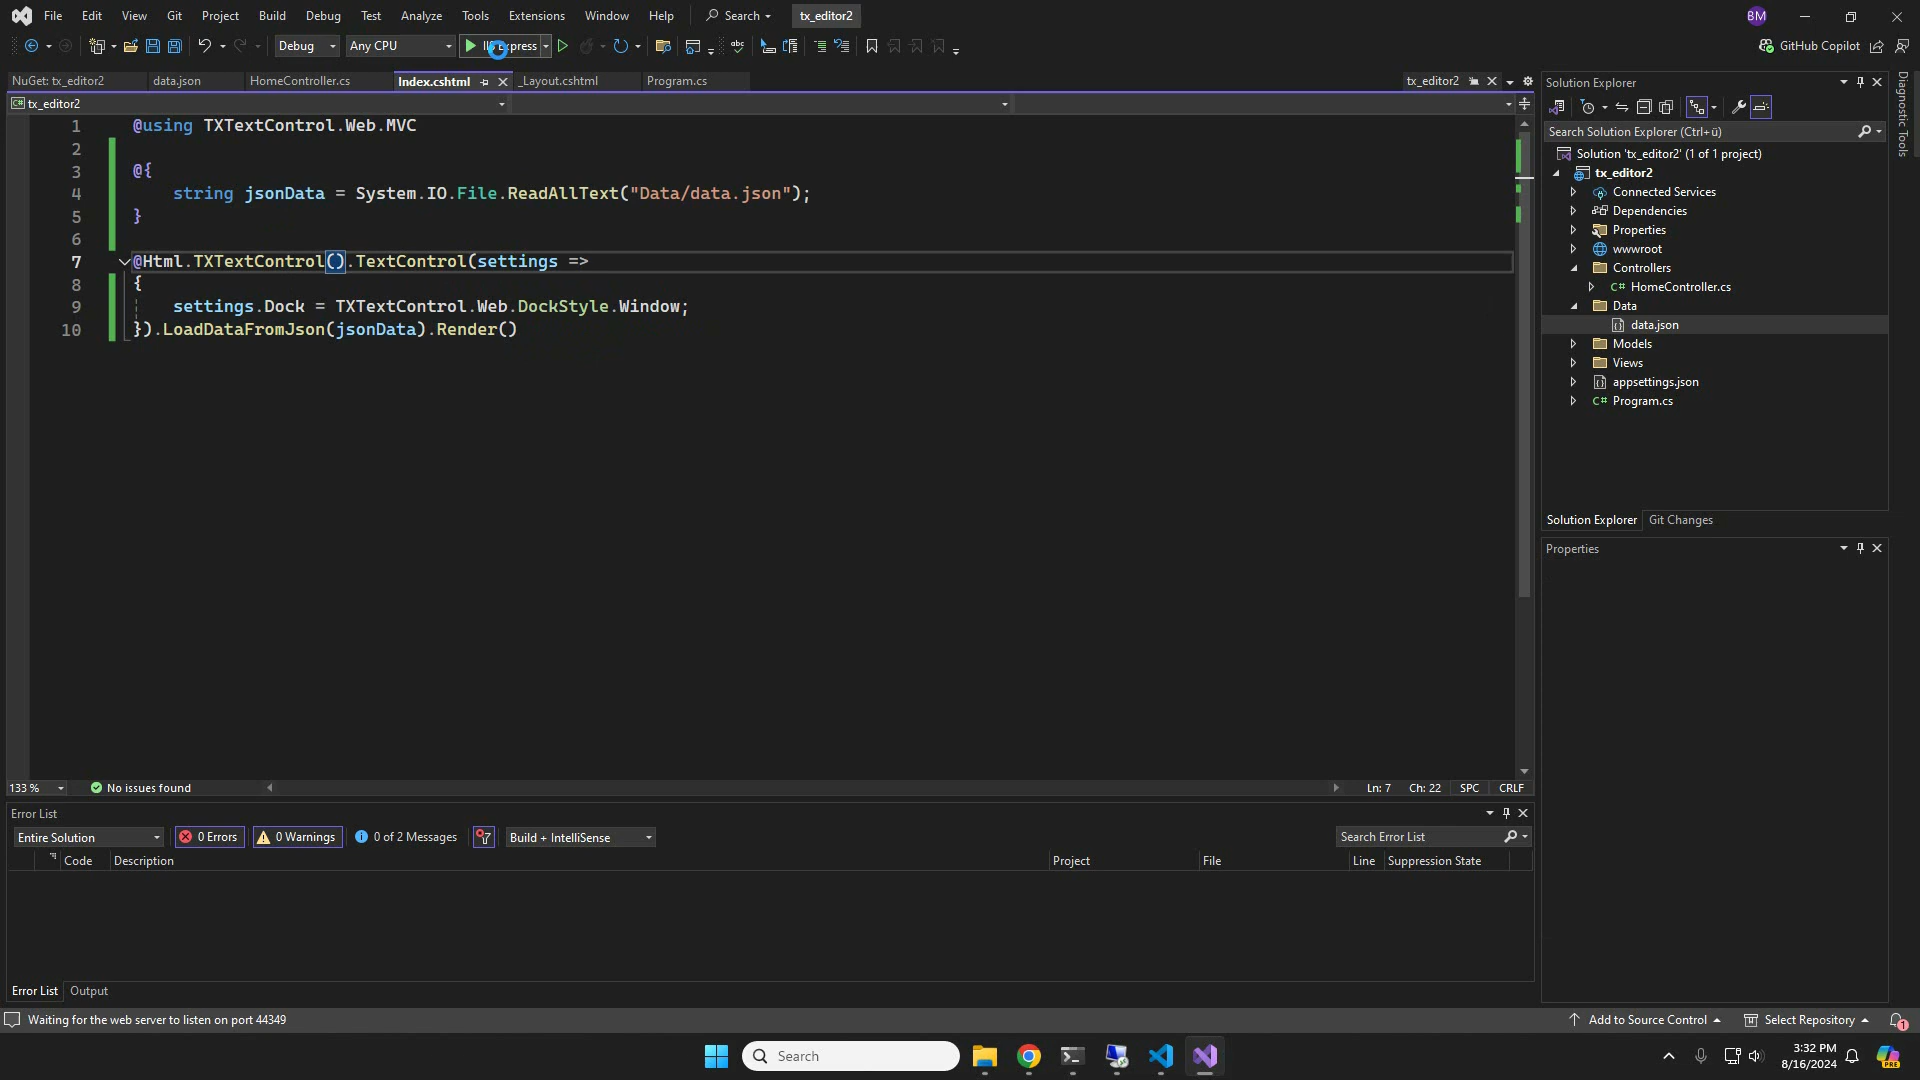 File Edit View Git Project Build Debug Test Analyze Tools Extensions Window Help Search tx_editor2 BM
Debug Any CPU IIS Express GitHub Copilot
NuGet: tx_editor2 data.json HomeController.cs Index.cshtml _Layout.cshtml Program.cs tx_editor2
tx_editor2
1 @using TXTextControl.Web.MVC
2
3 @{
4 string jsonData = System.IO.File.ReadAllText("Data/data.json");
5 }
6
7 @Html.TXTextControl().TextControl(settings =>
8 {
9 settings.Dock = TXTextControl.Web.DockStyle.Window;
10 }).LoadDataFromJson(jsonData).Render()
133 % No issues found Ln: 7 Ch: 22 SPC CRLF
Error List
Entire Solution 0 Errors 0 Warnings 0 of 2 Messages Build + IntelliSense Search Error List
Code Description Project File Line Suppression State
Error List Output
Solution Explorer
Search Solution Explorer (Ctrl+ü)
Solution 'tx_editor2' (1 of 1 project)
tx_editor2
Connected Services
Dependencies
Properties
wwwroot
Controllers
C# HomeController.cs
Data
data.json
Models
Views
appsettings.json
C# Program.cs
Solution Explorer Git Changes
Properties
Diagnostic Tools
Waiting for the web server to listen on port 44349 Add to Source Control Select Repository 1
Search
3:32 PM
8/16/2024
PRE